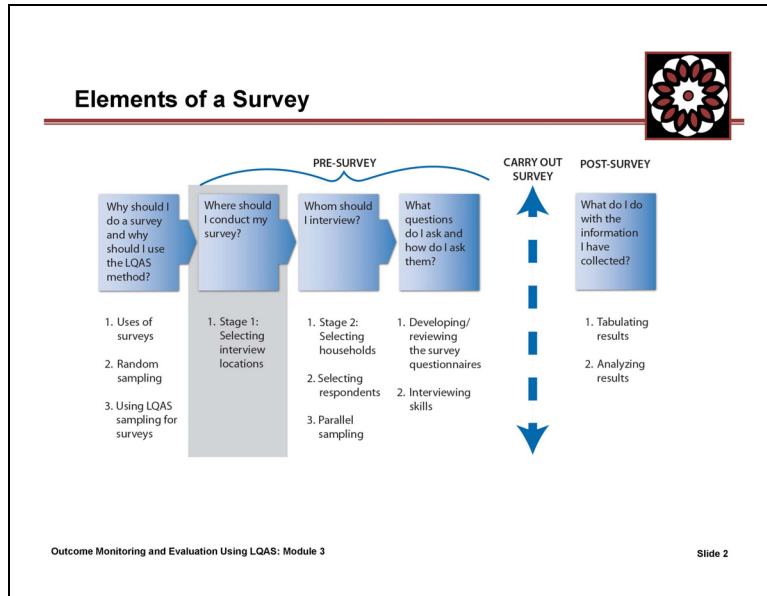 Elements of a Survey
PRE-SURVEY
CARRY OUT
SURVEY
POST-SURVEY
Why should I
do a survey
and why
should I use
the LQAS
method?
1. Uses of
surveys
2. Random
sampling
3. Using LQAS
sampling for
surveys
Where should
I conduct my
survey?
1. Stage 1:
Selecting
interview
locations
Whom should
I interview?
1. Stage 2:
Selecting
households
2. Selecting
respondents
3. Parallel
sampling
What
questions
do I ask and
how do I ask
them?
1. Developing/
reviewing
the survey
questionnaires
2. Interviewing
skills
What do I do
with the
information
I have
collected?
1. Tabulating
results
2. Analyzing
results
Outcome Monitoring and Evaluation Using LQAS: Module 3
Slide 2